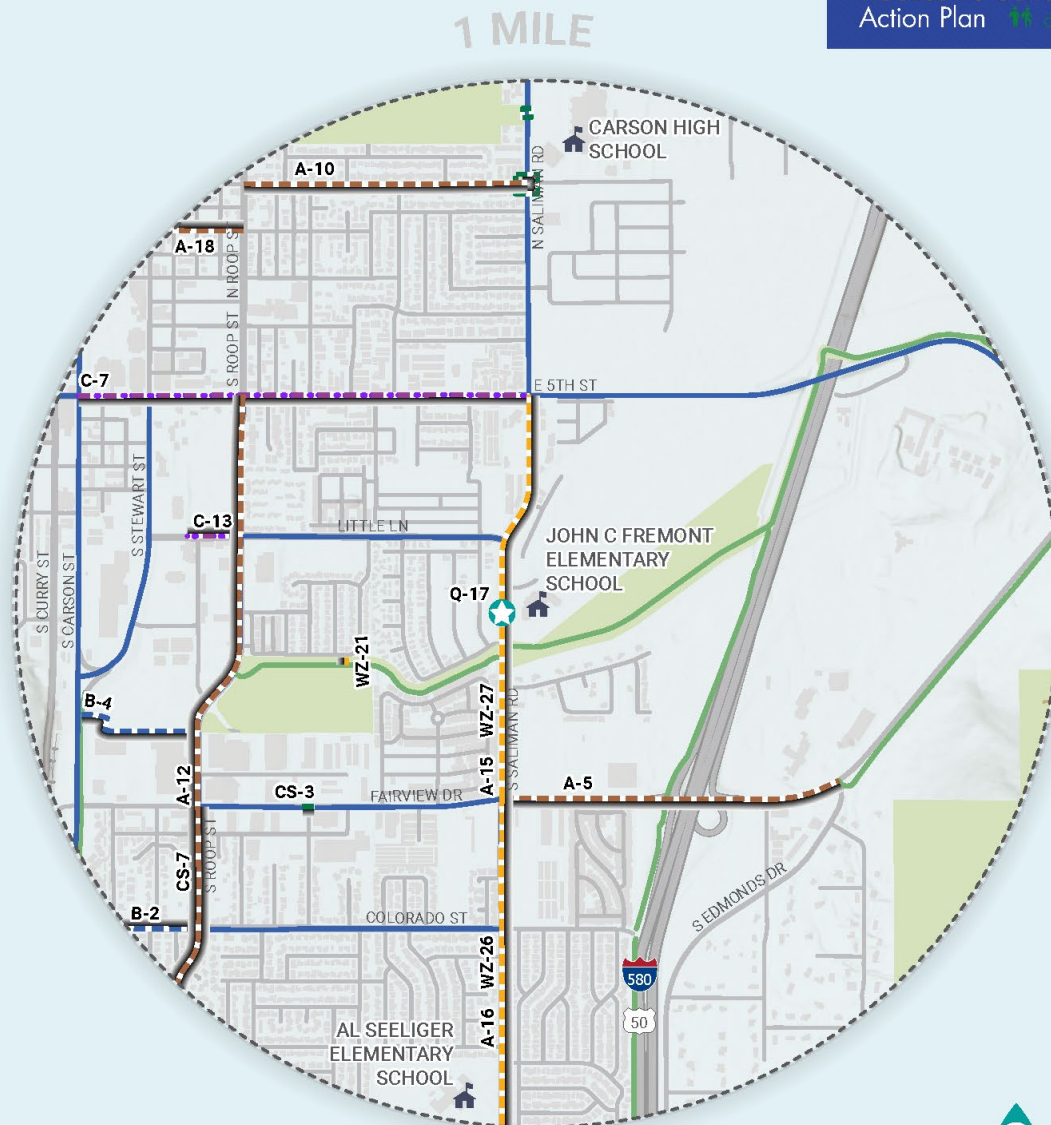 Action Plan
1 MILE
CARSON HIGH
SCHOOL
A-10
N SALIMAN RD
A-18
N ROOP ST
S ROOP ST
C-7
E 5TH ST
S STEWART ST
C-13
LITTLE LN
JOHN C FREMONT
ELEMENTARY
SCHOOL
S CURRY ST
S CARSON ST
Q-17
WZ-21
B-4
WZ-27
S SALIMAN RD
A-12
A-15
A-5
CS-3
FAIRVIEW DR
CS-7
S ROOP ST
S EDMONDS DR
B-2
COLORADO ST
WZ-26
580
50
A-16
AL SEELIGER
ELEMENTARY
SCHOOL